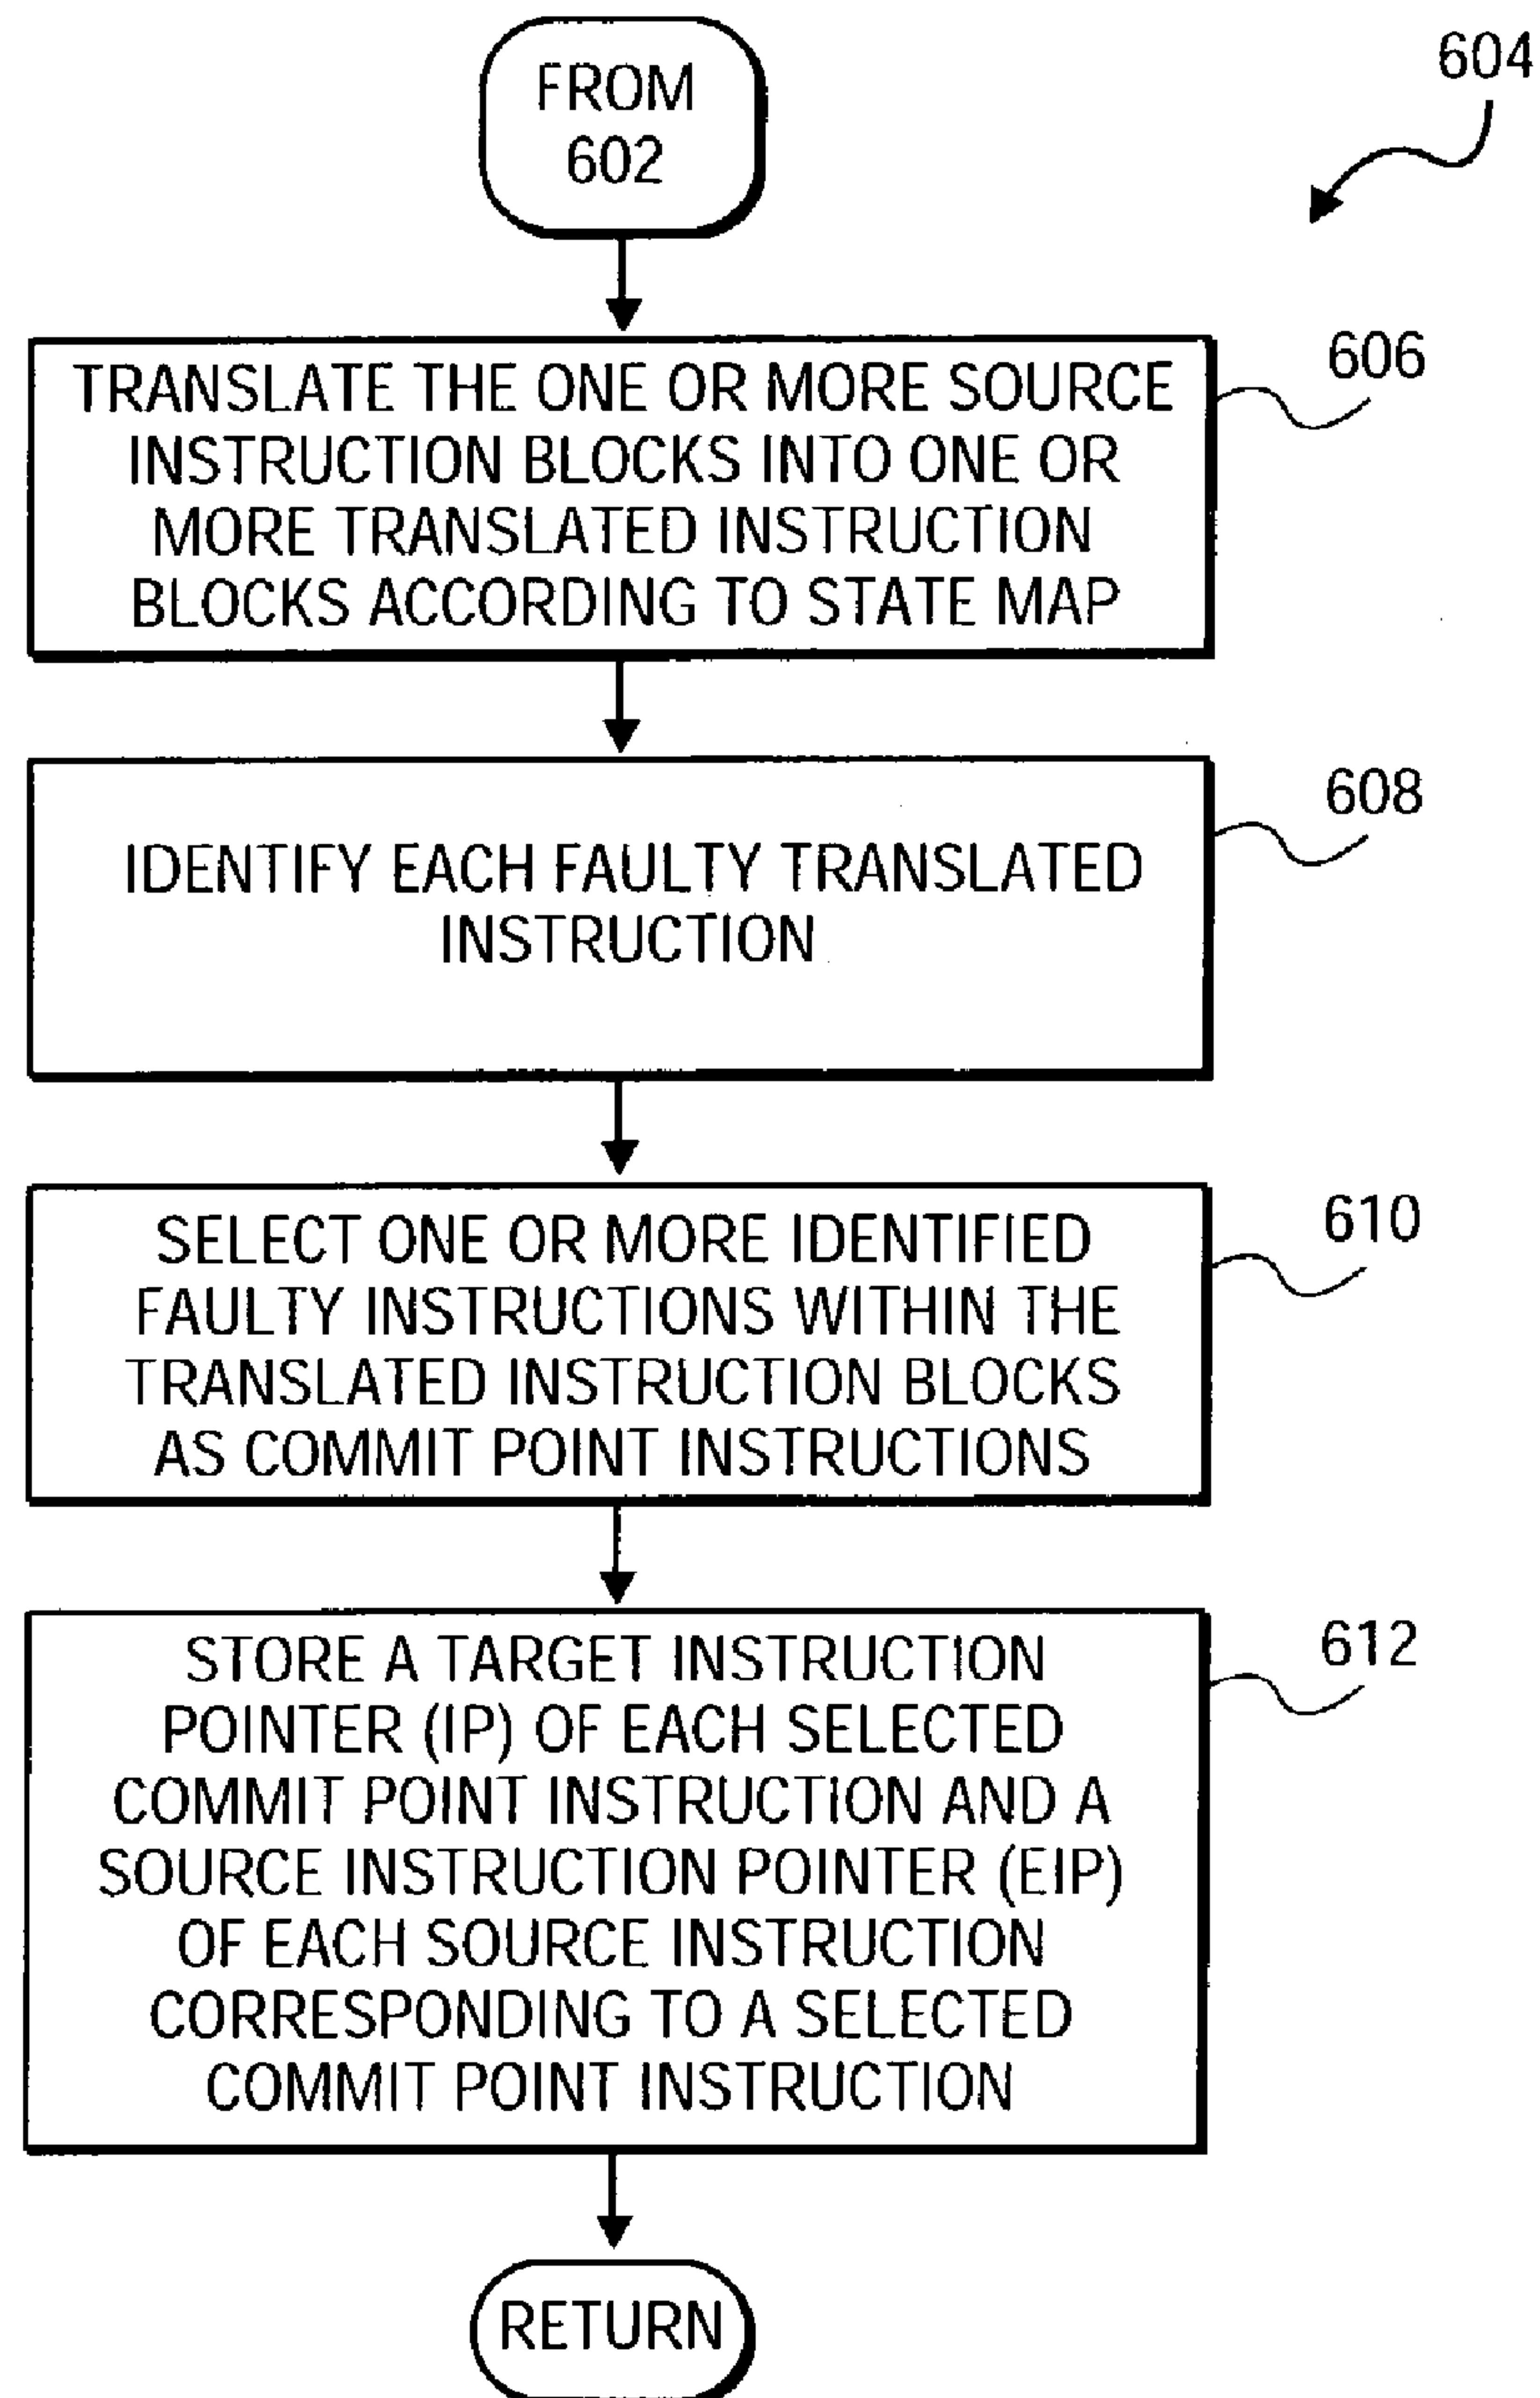 FROM
602
604
TRANSLATE THE ONE OR MORE SOURCE
INSTRUCTION BLOCKS INTO ONE OR
MORE TRANSLATED INSTRUCTION
BLOCKS ACCORDING TO STATE MAP
606
IDENTIFY EACH FAULTY TRANSLATED
INSTRUCTION
608
SELECT ONE OR MORE IDENTIFIED
FAULTY INSTRUCTIONS WITHIN THE
TRANSLATED INSTRUCTION BLOCKS
AS COMMIT POINT INSTRUCTIONS
610
STORE A TARGET INSTRUCTION
POINTER (IP) OF EACH SELECTED
COMMIT POINT INSTRUCTION AND A
SOURCE INSTRUCTION POINTER (EIP)
OF EACH SOURCE INSTRUCTION
CORRESPONDING TO A SELECTED
COMMIT POINT INSTRUCTION
612
RETURN